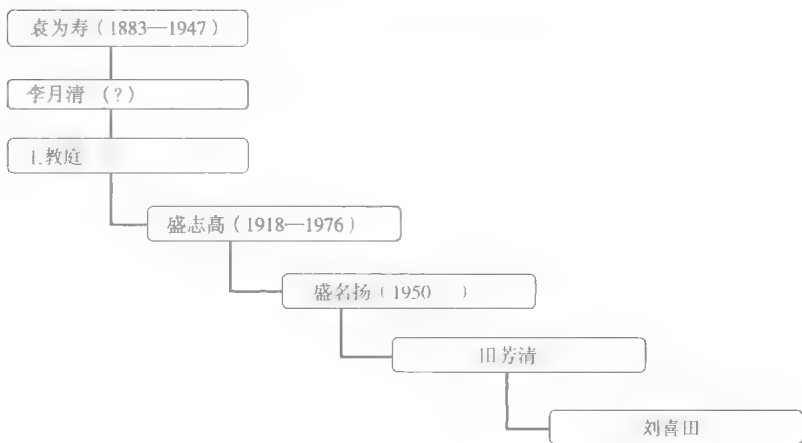 袁为寿（1883—1947）
李月清 （?）
教庭
盛志高（1918—1976）
盛名扬（1950 ）
芳清
刘喜田